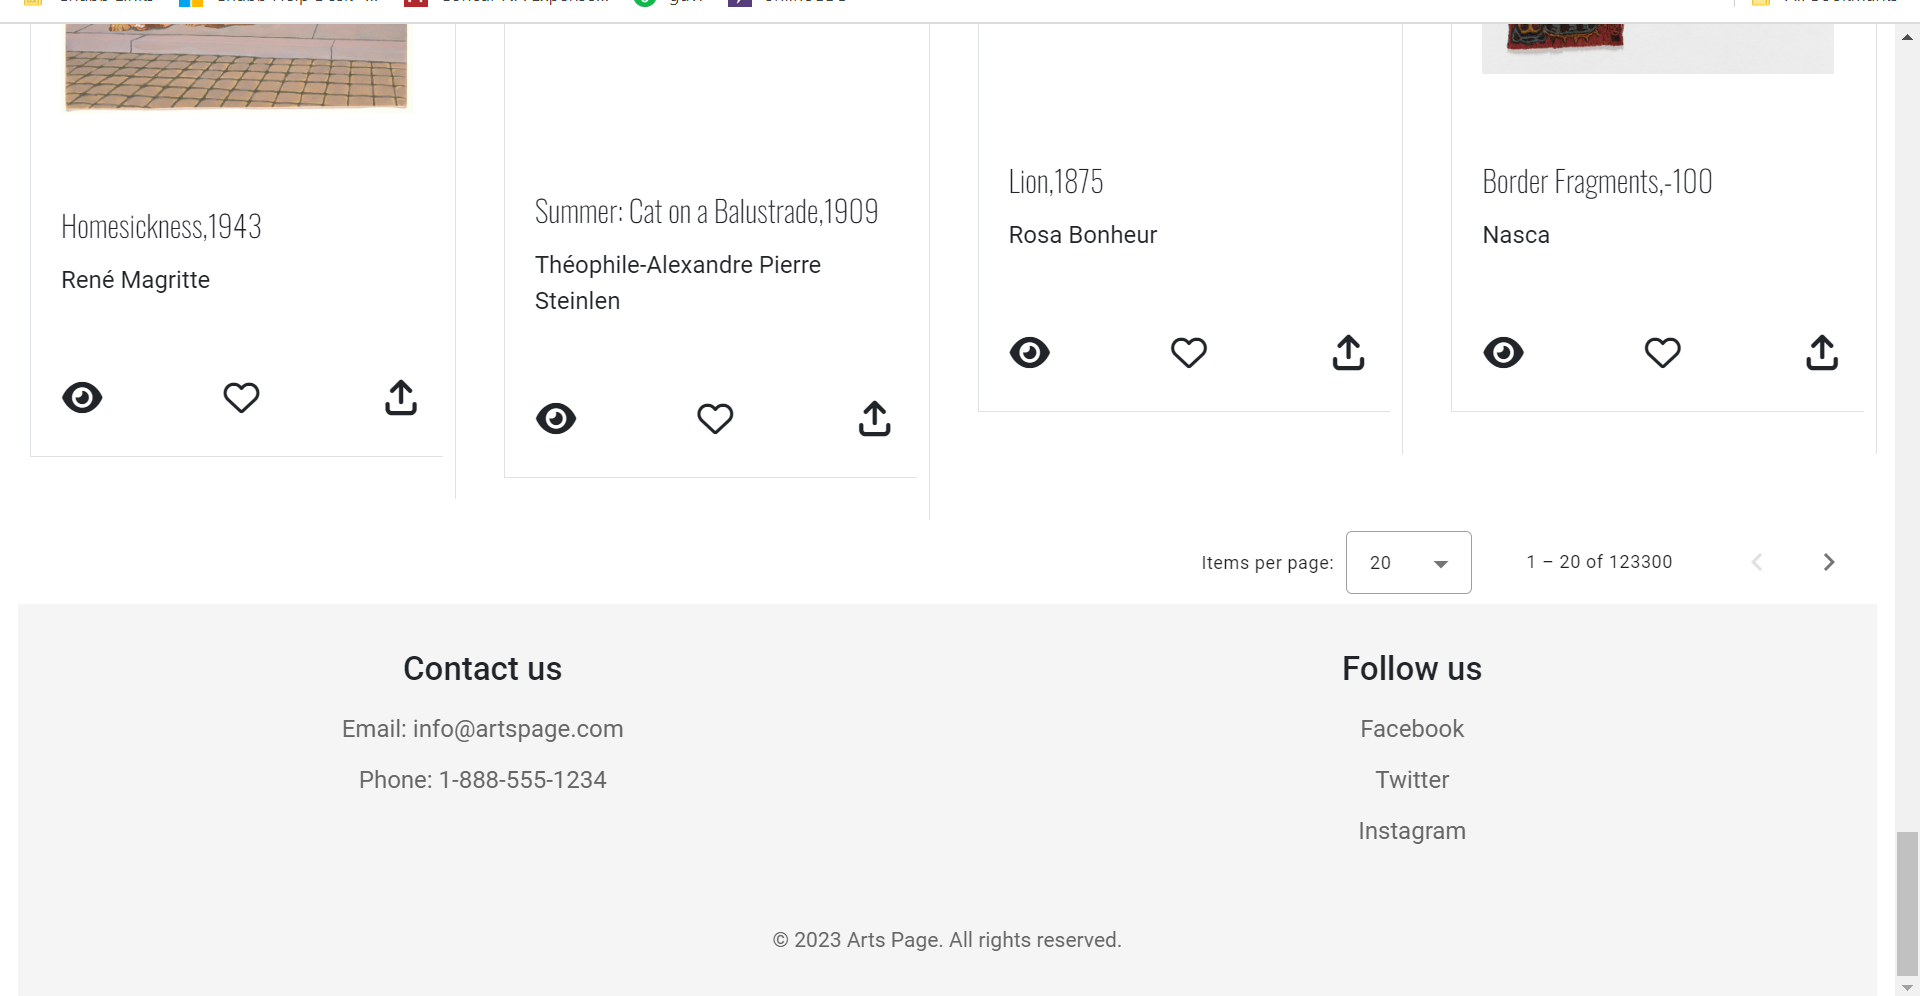 Homesickness,1943
René Magritte
Summer: Cat on a Balustrade,1909
Théophile-Alexandre Pierre
Steinlen
Lion,1875
Rosa Bonheur
Border Fragments,-100
Nasca
Items per page: 20 1 – 20 of 123300
Contact us
Email: info@artspage.com
Phone: 1-888-555-1234
Follow us
Facebook
Twitter
Instagram
© 2023 Arts Page. All rights reserved.